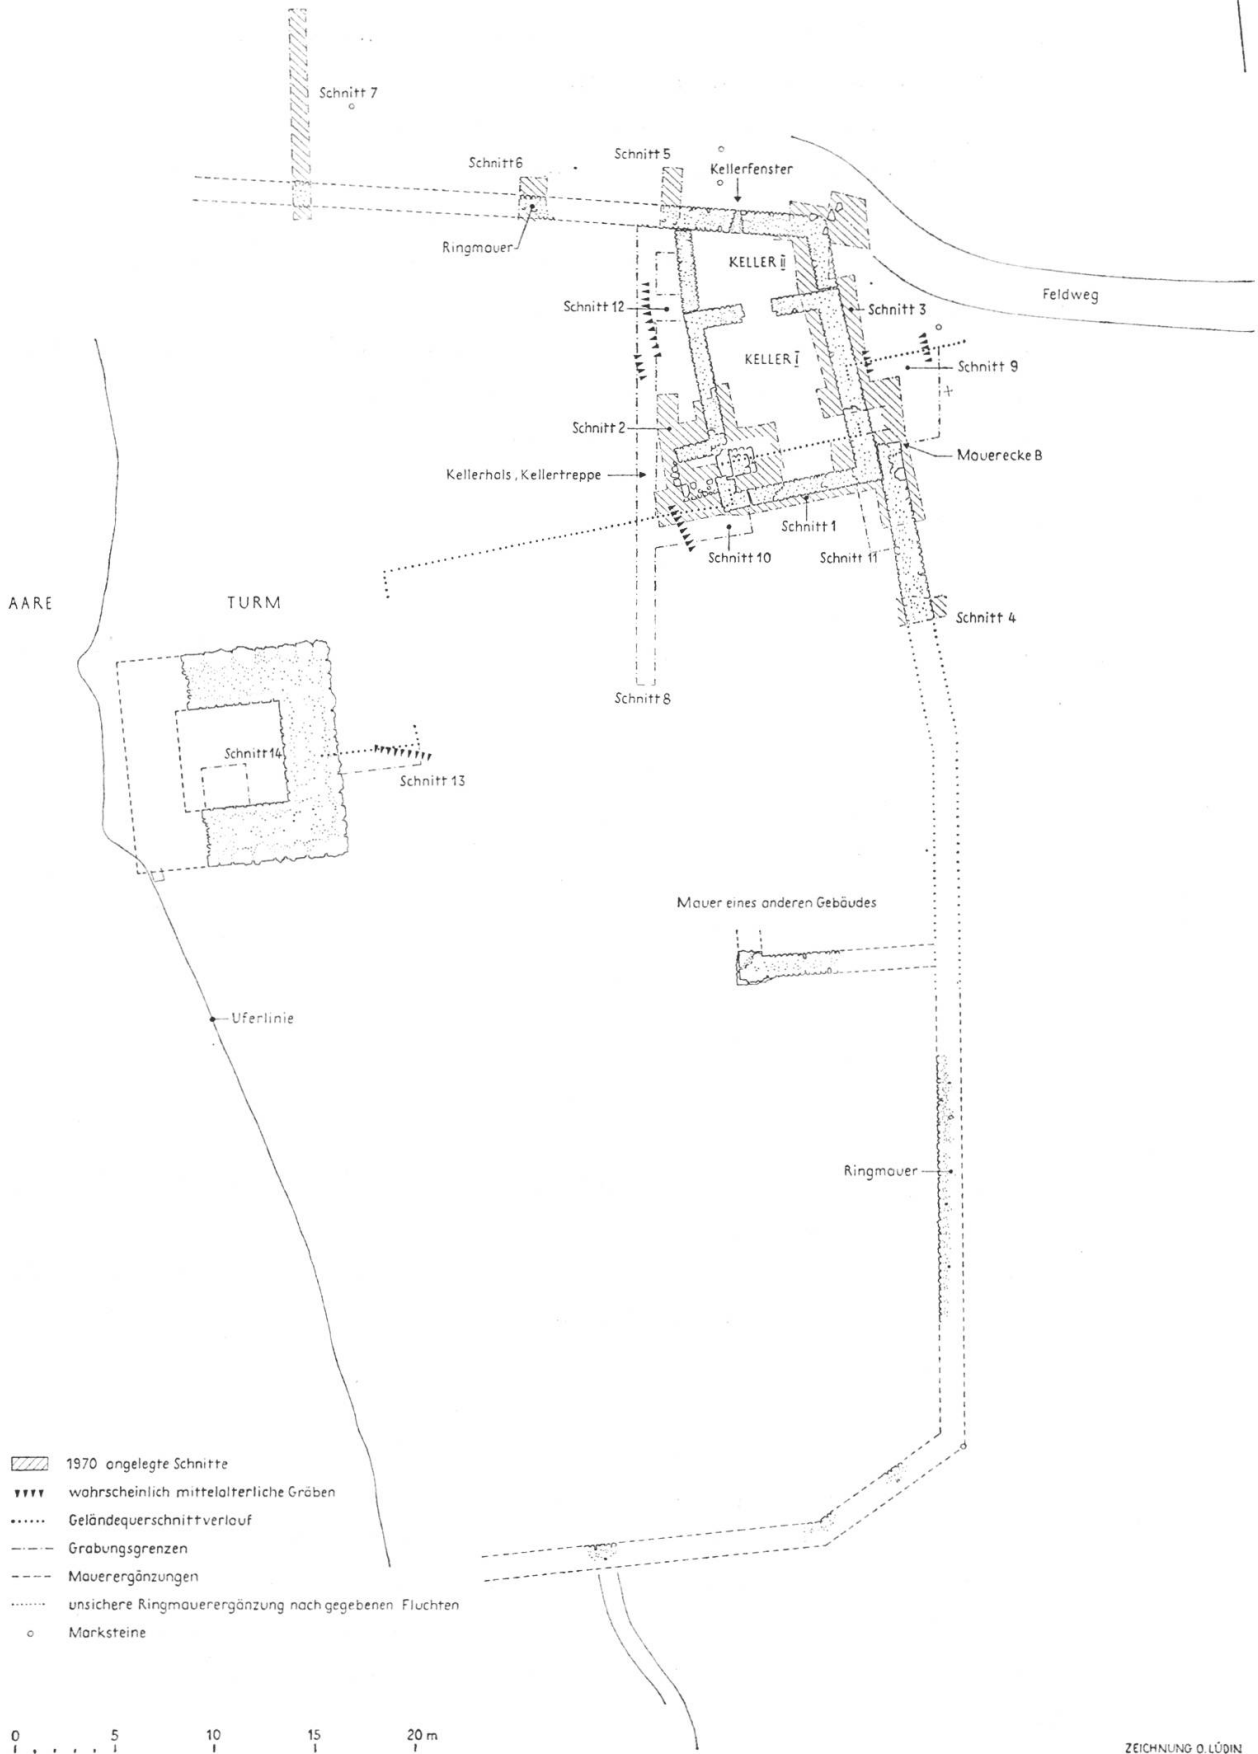 Schnitt 7
Schnitt 6
Schnitt 5
Kellerfenster
Ringmauer
KELLER II
Feldweg
Schnitt 12
Schnitt 3
KELLER I
Schnitt 9
Schnitt 2
Mauerecke B
Kellerhals, Kellertreppe
Schnitt 1
Schnitt 10
Schnitt 11
AARE
TURM
Schnitt 4
Schnitt 8
Schnitt 14
Schnitt 13
Mauer eines anderen Gebäudes
Uferlinie
Ringmauer
1970 angelegte Schnitte
wahrscheinlich mittelalterliche Gräben
Geländequerschnittverlauf
Grabungsgrenzen
Mauerergänzungen
unsichere Ringmauerergänzung nach gegebenen Fluchten
Marksteine
0 5 10 15 20 m
ZEICHNUNG O. LÜDIN